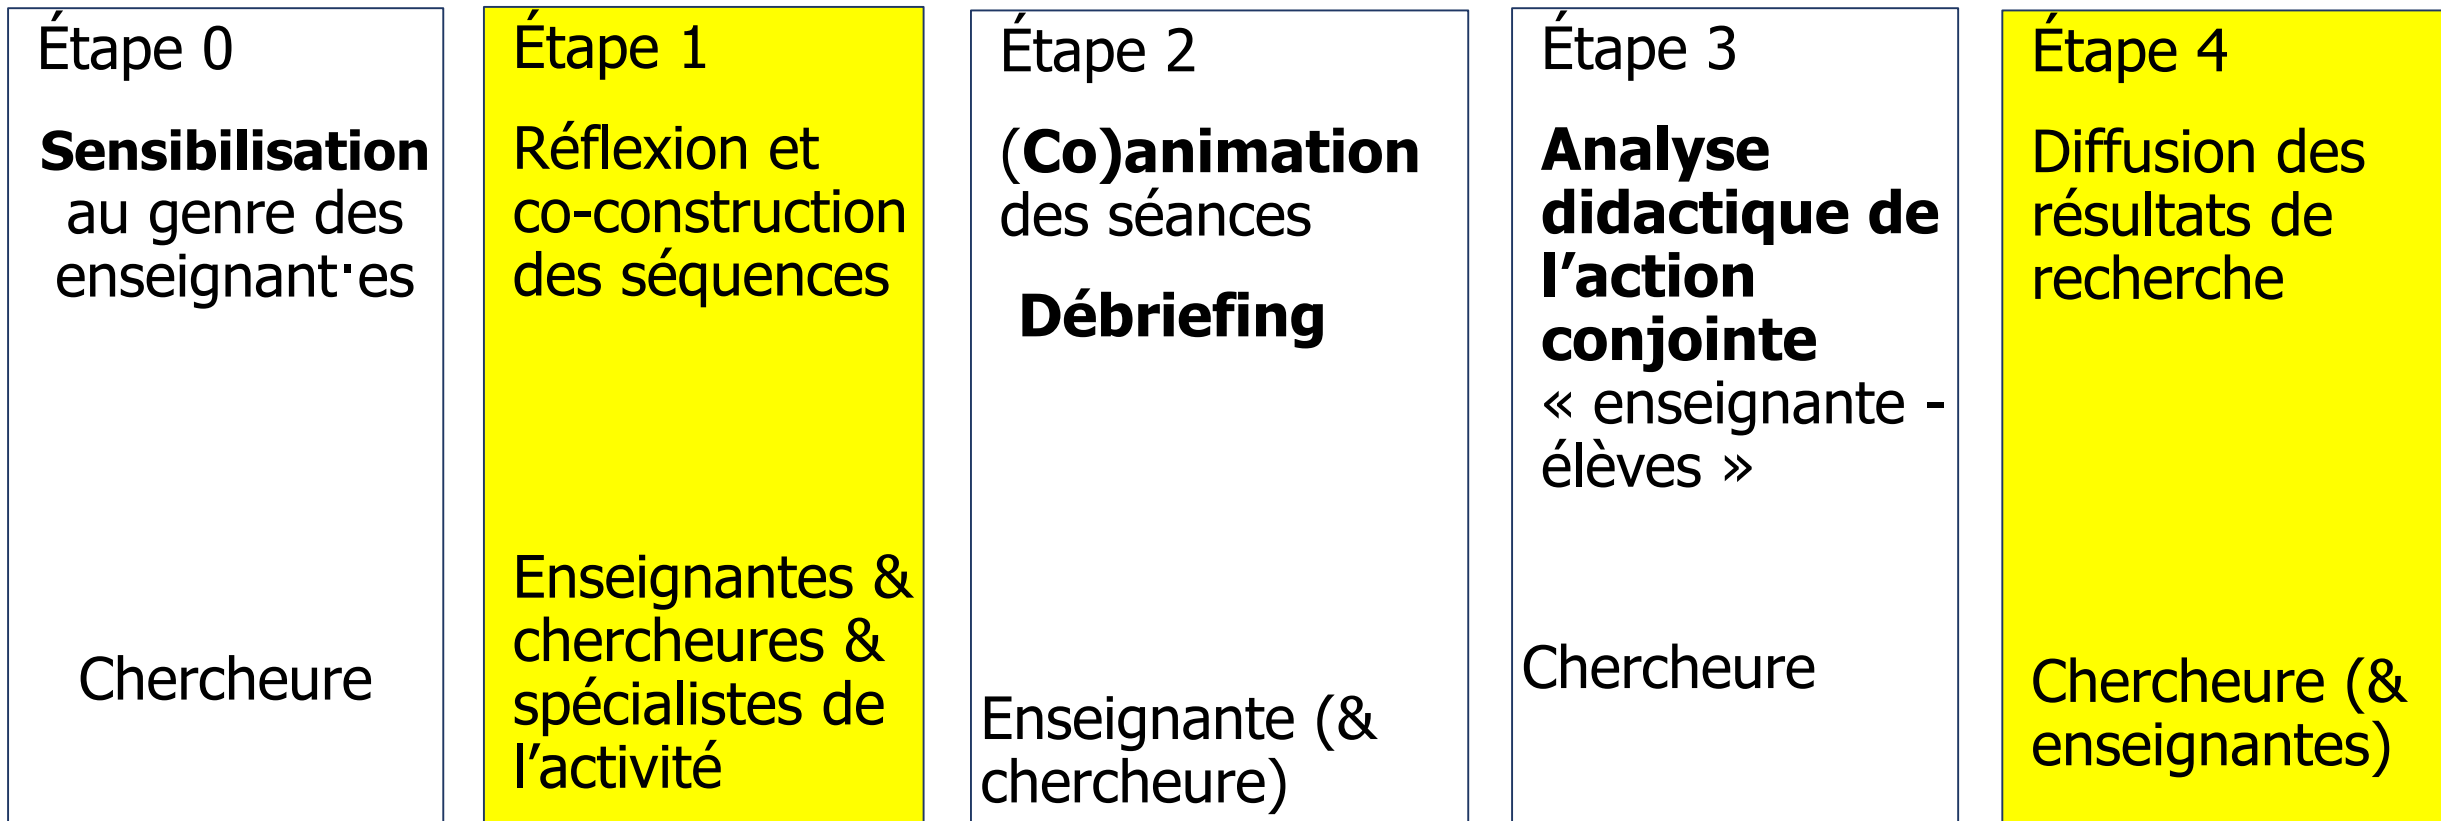 Étape 0
Sensibilisation
au genre des
enseignant·es
Chercheure
Étape 1
Réflexion et
co-construction
des séquences
Enseignantes &
chercheures &
spécialistes de
l’activité
Étape 2
(Co)animation
des séances
Débriefing
Enseignante (&
chercheure)
Étape 3
Analyse
didactique de
l’action
conjointe
« enseignante -
élèves »
Chercheure
Étape 4
Diffusion des
résultats de
recherche
Chercheure (&
enseignantes)